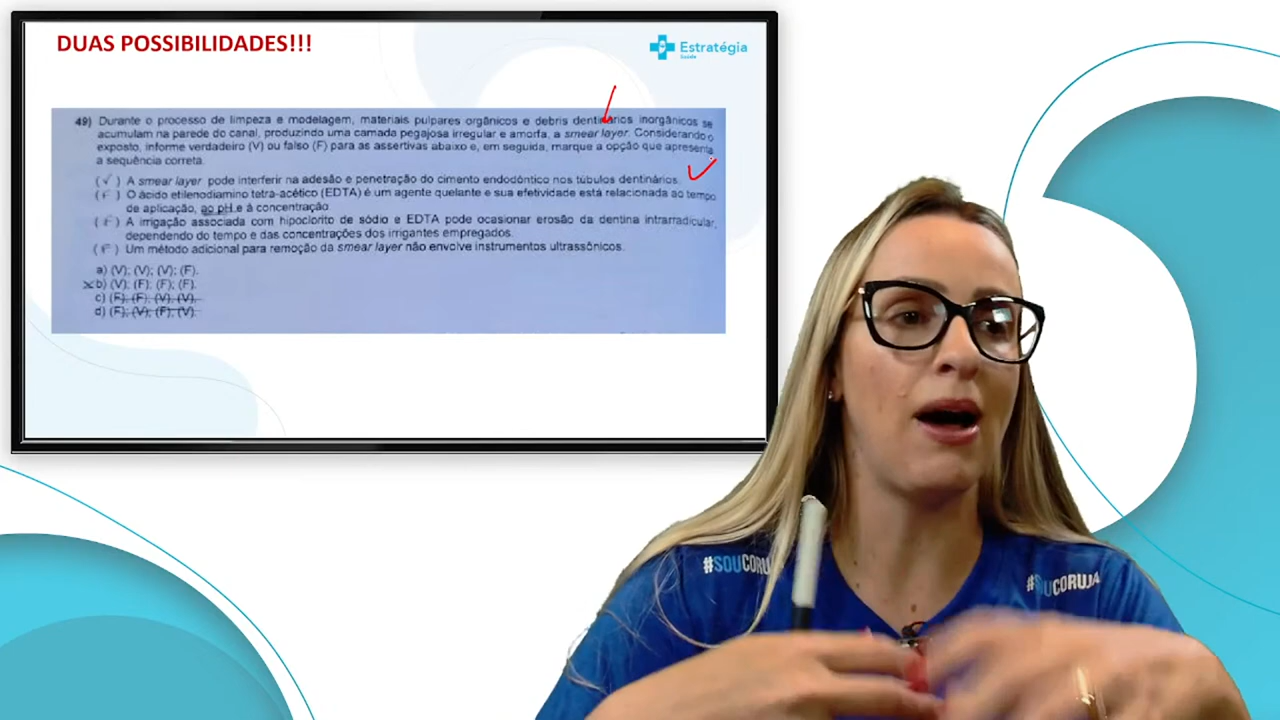 DUAS POSSIBILIDADES!!!
Estratégia
Saúde
49) Durante o processo de limpeza e modelagem, materiais pulpares orgânicos e debris dentinários inorgânicos se
acumulam na parede do canal, produzindo uma camada pegajosa irregular e amorfa, a smear layer. Considerando o
exposto, informe verdadeiro (V) ou falso (F) para as assertivas abaixo e, em seguida, marque a opção que apresenta
a sequência correta.
( ✓ ) A smear layer pode interferir na adesão e penetração do cimento endodôntico nos túbulos dentinários.
( F ) O ácido etilenodiamino tetra-acético (EDTA) é um agente quelante e sua efetividade está relacionada ao tempo
de aplicação, ao pH e à concentração.
( F ) A irrigação associada com hipoclorito de sódio e EDTA pode ocasionar erosão da dentina intrarradicular,
dependendo do tempo e das concentrações dos irrigantes empregados.
( F ) Um método adicional para remoção da smear layer não envolve instrumentos ultrassônicos.
a) (V); (V); (V); (F).
X b) (V); (F); (F); (F).
c) (F); (F); (V); (V).
d) (F); (V); (F); (V).
#SOUCORU
#SOUCORUJA